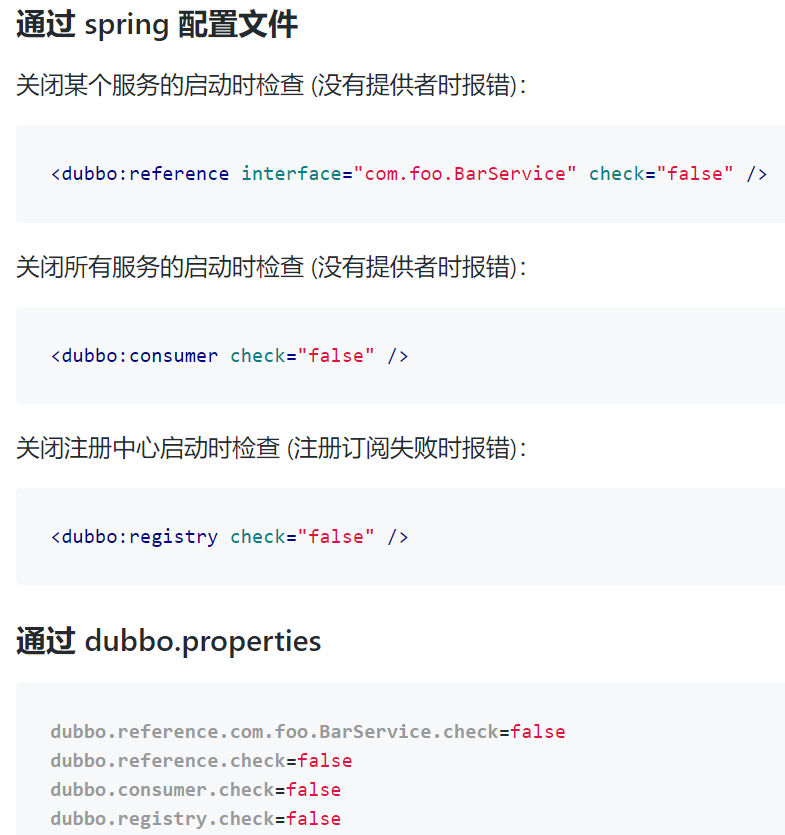 通过 spring 配置文件
关闭某个服务的启动时检查 (没有提供者时报错)：
<dubbo:reference interface="com.foo.BarService" check="false" />
关闭所有服务的启动时检查 (没有提供者时报错)：
<dubbo:consumer check="false" />
关闭注册中心启动时检查 (注册订阅失败时报错)：
<dubbo:registry check="false" />
通过 dubbo.properties
dubbo.reference.com.foo.BarService.check=false
dubbo.reference.check=false
dubbo.consumer.check=false
dubbo.registry.check=false